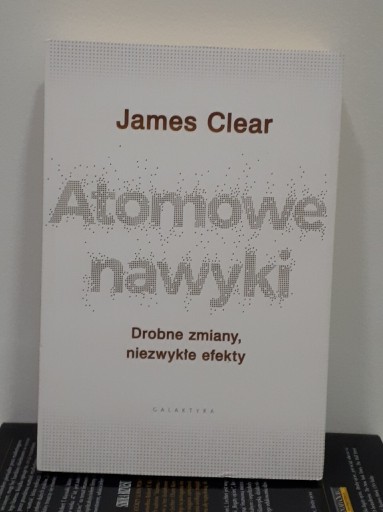 James Clear
Atomowe
nawyki
Drobne zmiany,
niezwykłe efekty
GALAKTYKA